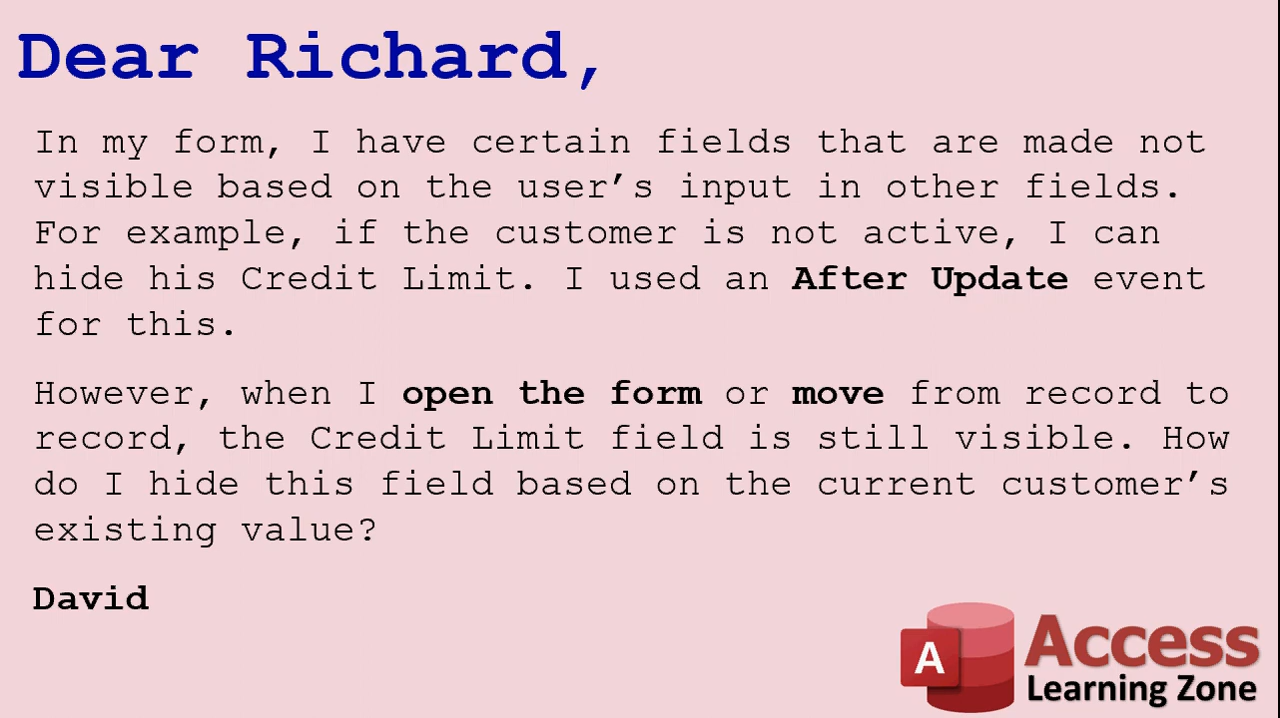 Dear Richard,
In my form, I have certain fields that are made not
visible based on the user’s input in other fields.
For example, if the customer is not active, I can
hide his Credit Limit. I used an After Update event
for this.
However, when I open the form or move from record to
record, the Credit Limit field is still visible. How
do I hide this field based on the current customer’s
existing value?
David
A
Access
Learning Zone